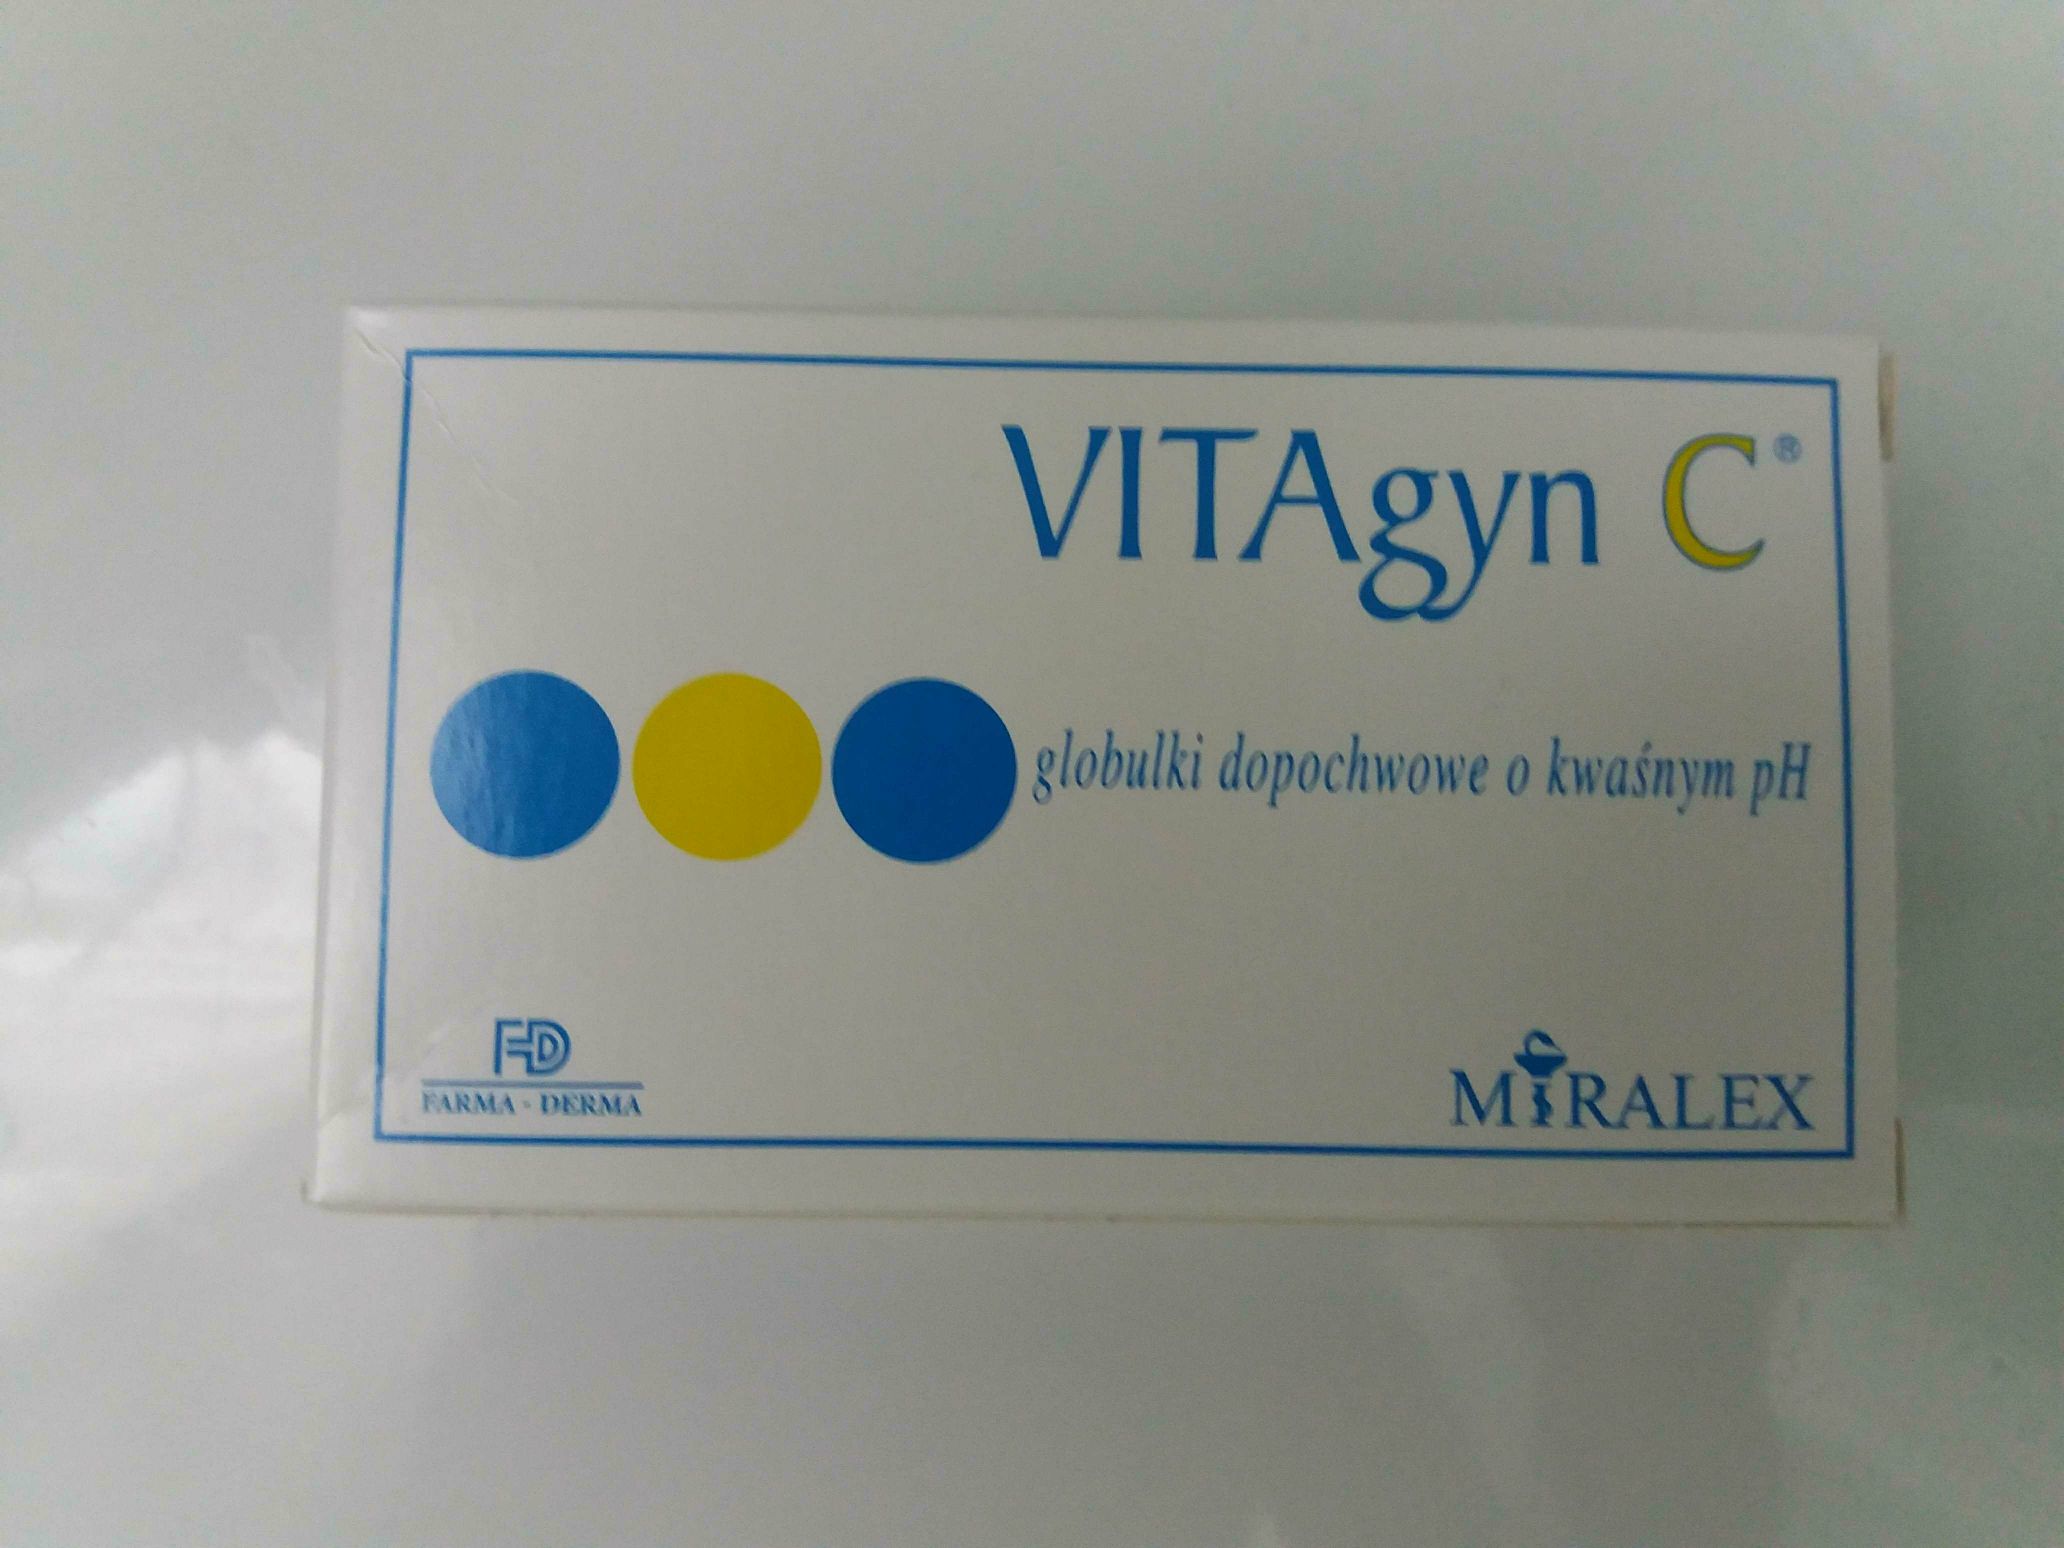 VITAgyn C®
globulki dopochwowe o kwaśnym pH
FD
FARMA - DERMA
MIRALEX